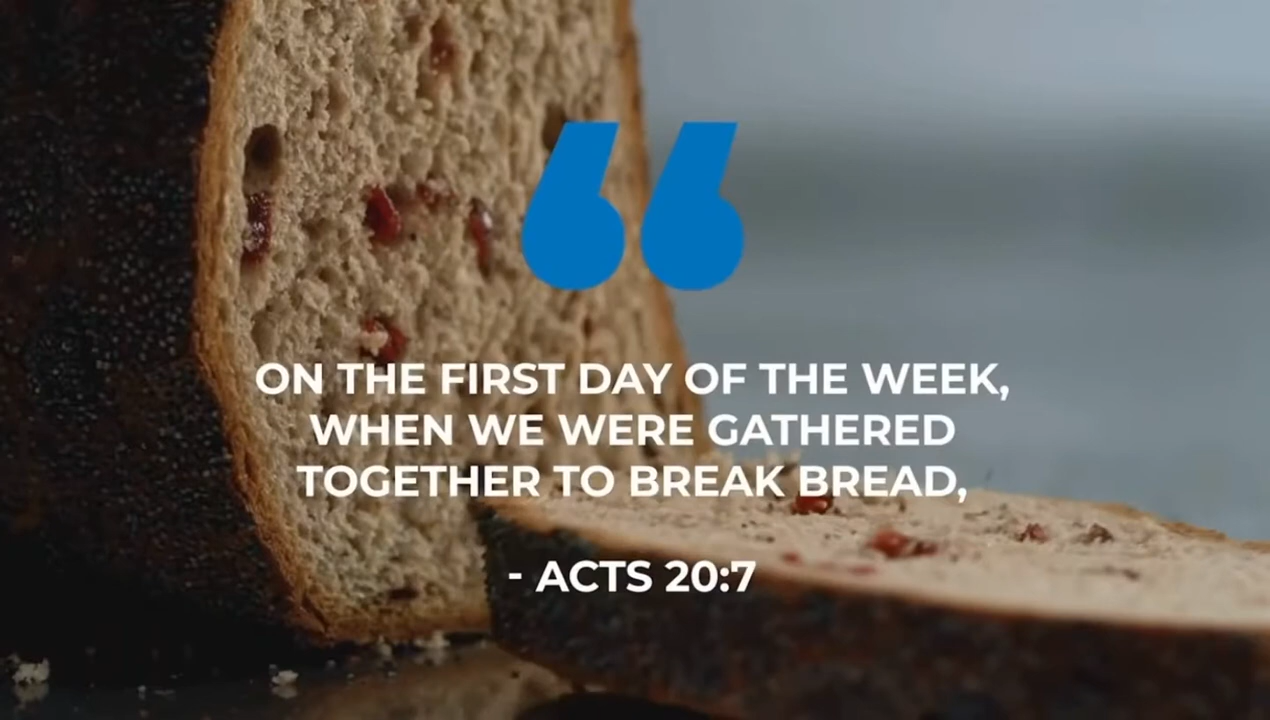 ON THE FIRST DAY OF THE WEEK,
WHEN WE WERE GATHERED
TOGETHER TO BREAK BREAD,
- ACTS 20:7